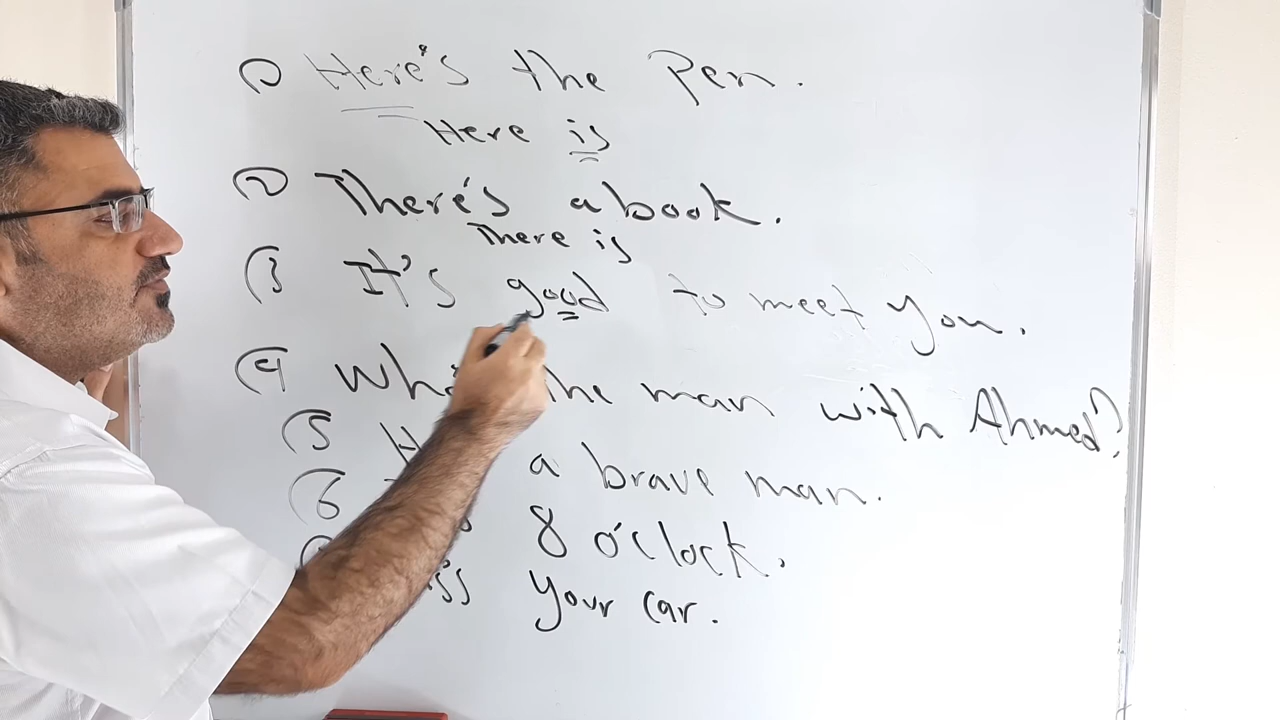 ① Here's the Pen.
Here is
② There's a book.
There is
③ It's good to meet you.
④ the man with Ahmed?
⑤ a brave man.
⑥ 8 o'clock.
your car.